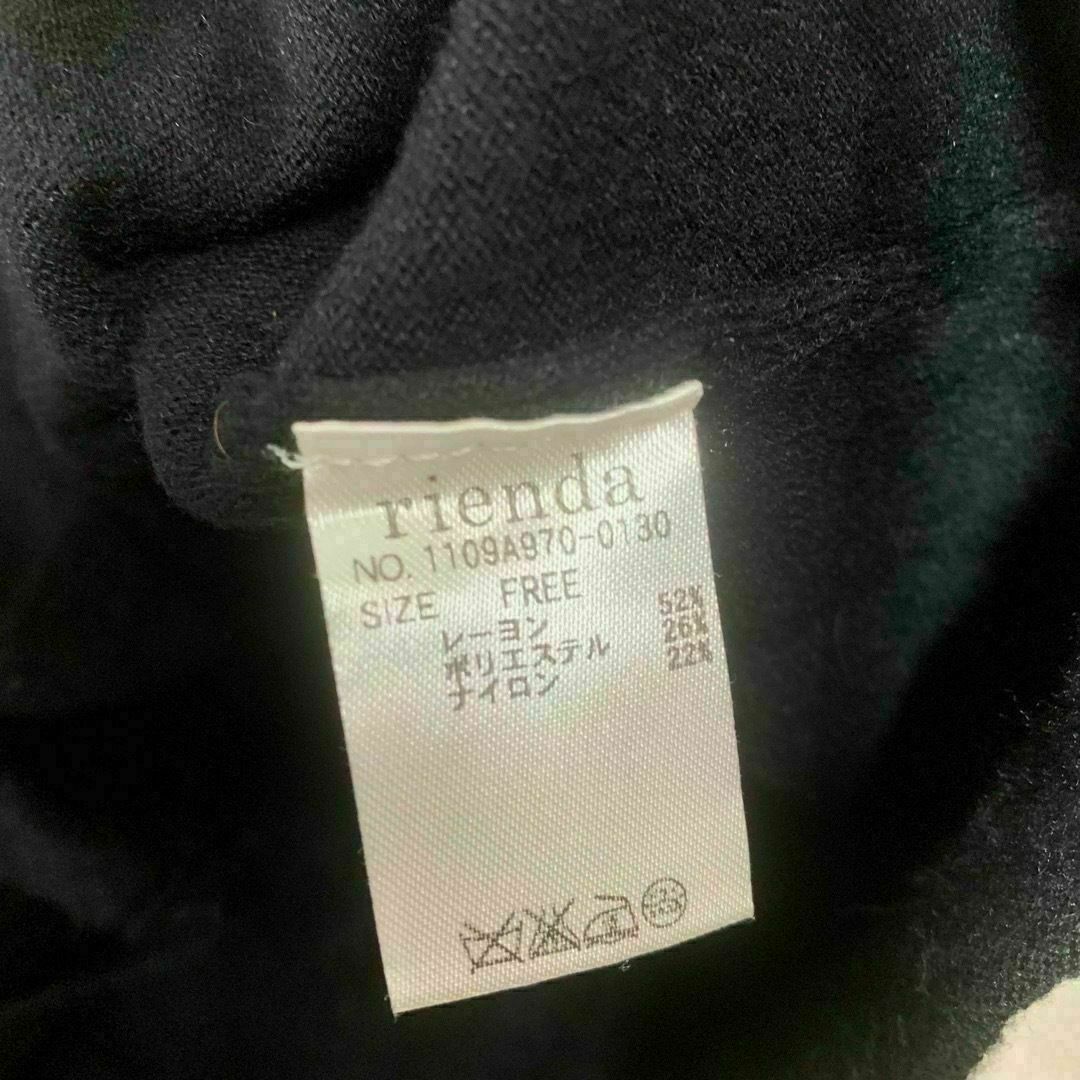 rienda
NO. 1109A970-0130
SIZE FREE
レーヨン 52%
ポリエステル 26%
ナイロン 22%